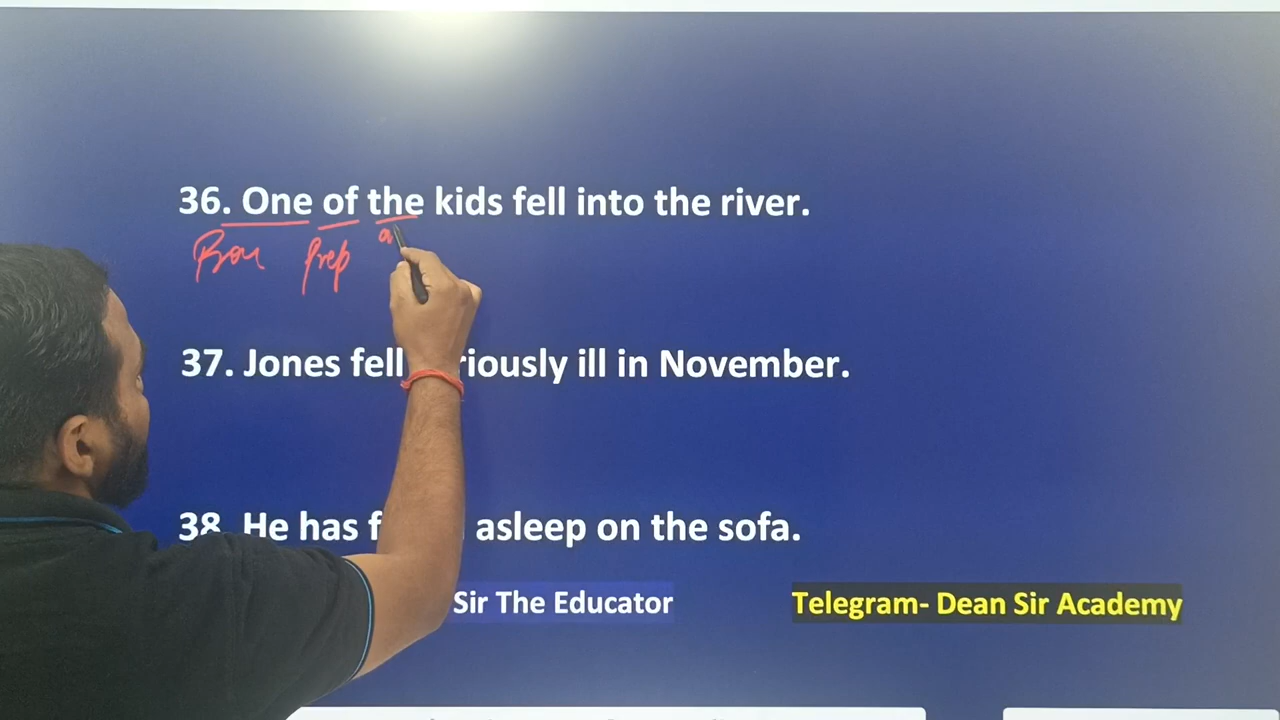 36. One of the kids fell into the river.
Pron prep a
37. Jones fell riously ill in November.
38. He has f asleep on the sofa.
Sir The Educator
Telegram- Dean Sir Academy